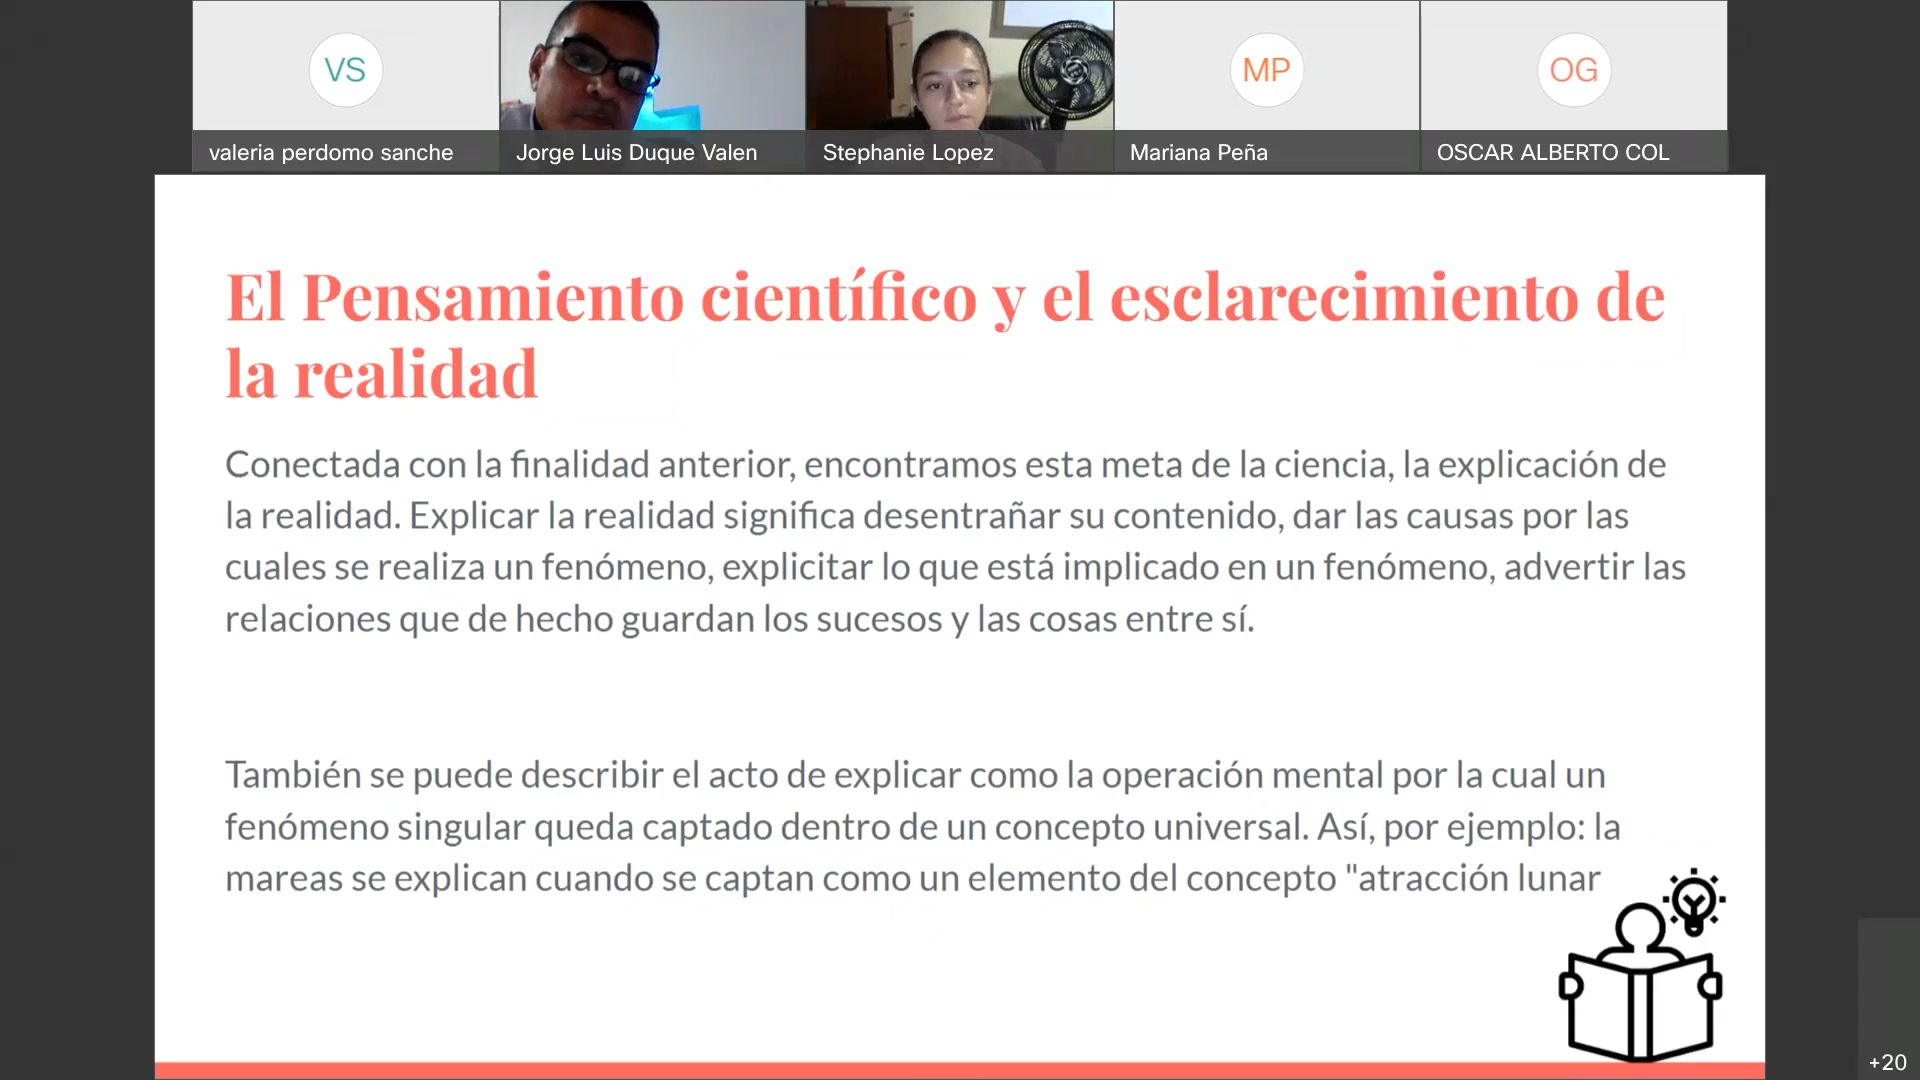 VS
MP
OG
valeria perdomo sanche
Jorge Luis Duque Valen
Stephanie Lopez
Mariana Peña
OSCAR ALBERTO COL
El Pensamiento científico y el esclarecimiento de
la realidad
Conectada con la finalidad anterior, encontramos esta meta de la ciencia, la explicación de
la realidad. Explicar la realidad significa desentrañar su contenido, dar las causas por las
cuales se realiza un fenómeno, explicitar lo que está implicado en un fenómeno, advertir las
relaciones que de hecho guardan los sucesos y las cosas entre sí.
También se puede describir el acto de explicar como la operación mental por la cual un
fenómeno singular queda captado dentro de un concepto universal. Así, por ejemplo: la
mareas se explican cuando se captan como un elemento del concepto "atracción lunar
+20